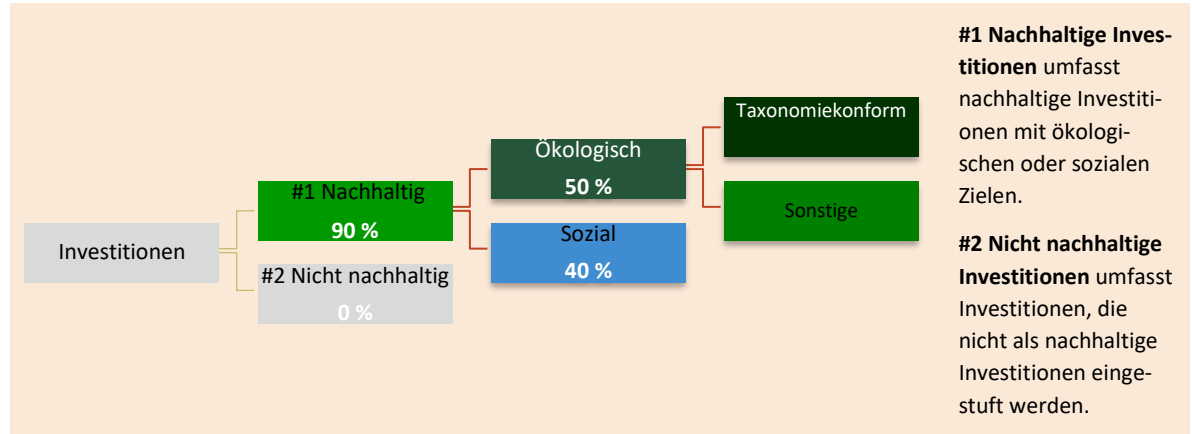 Investitionen
#1 Nachhaltig
90 %
#2 Nicht nachhaltig
0 %
Ökologisch
50 %
Sozial
40 %
Taxonomiekonform
Sonstige
#1 Nachhaltige Inves-
titionen umfasst
nachhaltige Investiti-
onen mit ökologi-
schen oder sozialen
Zielen.
#2 Nicht nachhaltige
Investitionen umfasst
Investitionen, die
nicht als nachhaltige
Investitionen einge-
stuft werden.